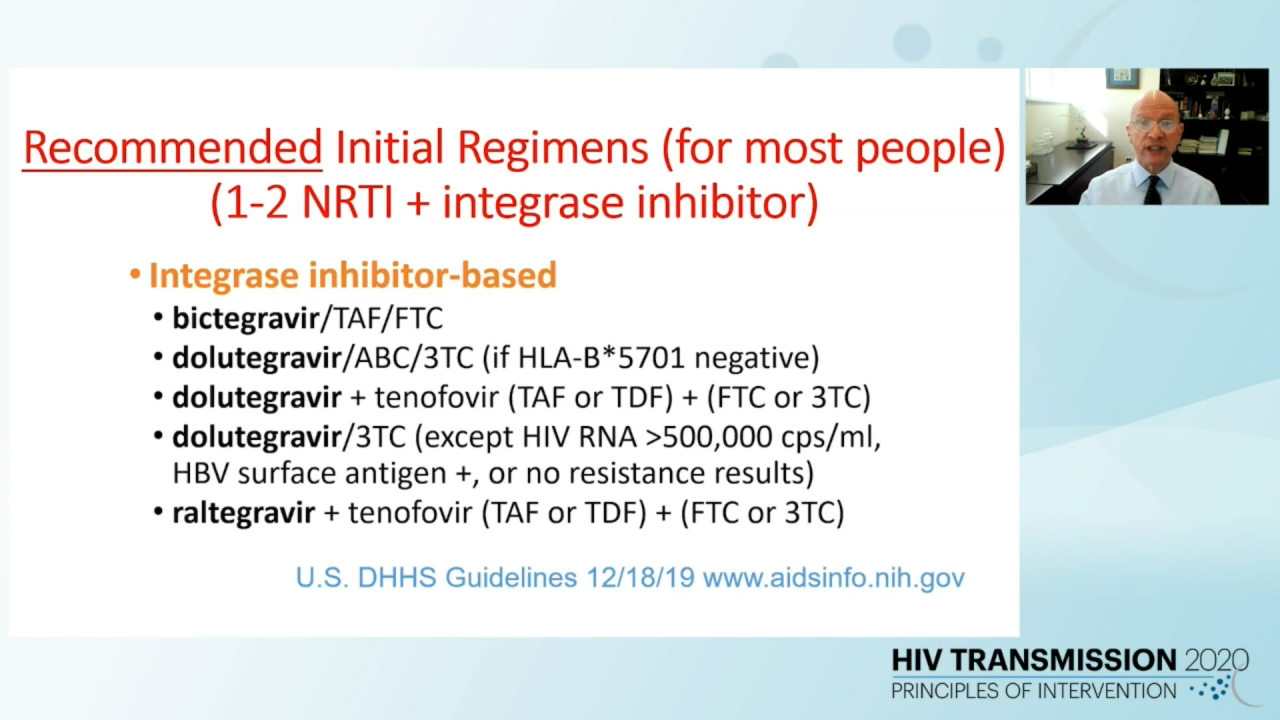 Recommended Initial Regimens (for most people)
(1-2 NRTI + integrase inhibitor)
• Integrase inhibitor-based
• bictegravir/TAF/FTC
• dolutegravir/ABC/3TC (if HLA-B*5701 negative)
• dolutegravir + tenofovir (TAF or TDF) + (FTC or 3TC)
• dolutegravir/3TC (except HIV RNA >500,000 cps/ml,
HBV surface antigen +, or no resistance results)
• raltegravir + tenofovir (TAF or TDF) + (FTC or 3TC)
U.S. DHHS Guidelines 12/18/19 www.aidsinfo.nih.gov
HIV TRANSMISSION 2020
PRINCIPLES OF INTERVENTION